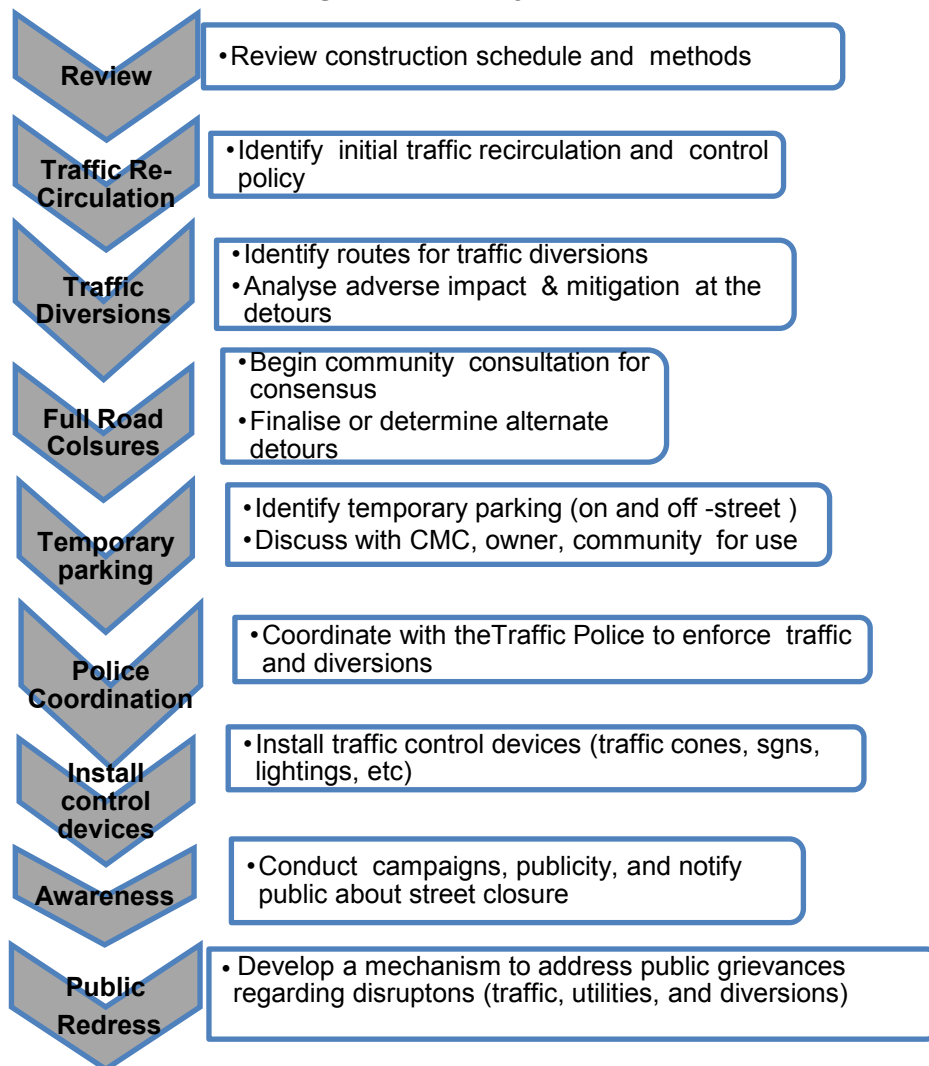 Review
•Review construction schedule and methods
Traffic Re-
Circulation
•Identify initial traffic recirculation and control
policy
Traffic
Diversions
•Identify routes for traffic diversions
•Analyse adverse impact & mitigation at the
detours
Full Road
Colsures
•Begin community consultation for
consensus
•Finalise or determine alternate
detours
Temporary
parking
•Identify temporary parking (on and off -street )
•Discuss with CMC, owner, community for use
Police
Coordination
•Coordinate with theTraffic Police to enforce traffic
and diversions
Install
control
devices
•Install traffic control devices (traffic cones, sgns,
lightings, etc)
Awareness
•Conduct campaigns, publicity, and notify
public about street closure
Public
Redress
• Develop a mechanism to address public grievances
regarding disruptons (traffic, utilities, and diversions)